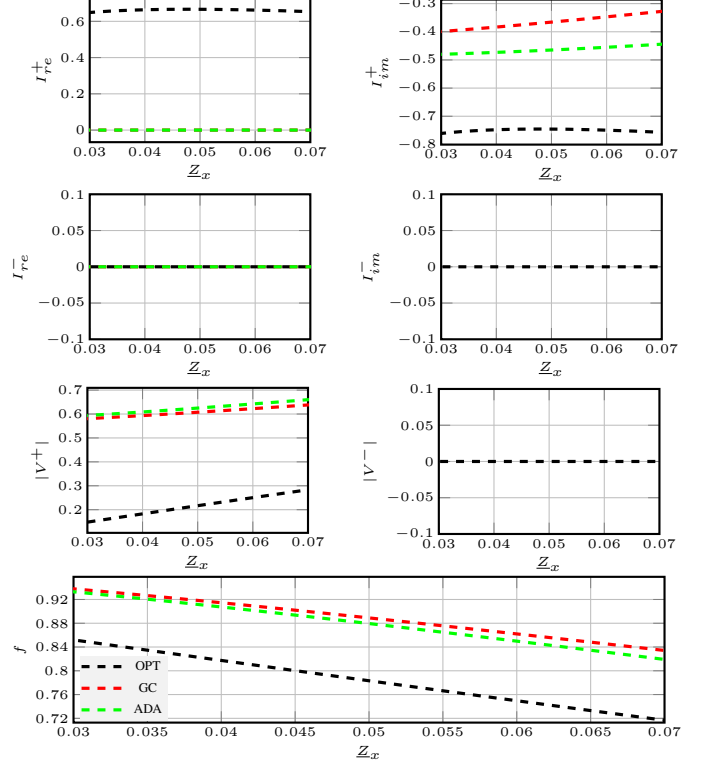 0.6
0.4
0.2
0
I_{re}^{+}
0.03 0.04 0.05 0.06 0.07
Z_x
−0.3
−0.4
−0.5
−0.6
−0.7
−0.8
I_{im}^{+}
0.03 0.04 0.05 0.06 0.07
Z_x
0.1
0.05
0
−0.05
−0.1
I_{re}^{−}
0.03 0.04 0.05 0.06 0.07
Z_x
0.1
0.05
0
−0.05
−0.1
I_{im}^{−}
0.03 0.04 0.05 0.06 0.07
Z_x
0.7
0.6
0.5
0.4
0.3
0.2
|V^{+}|
0.03 0.04 0.05 0.06 0.07
Z_x
0.1
0.05
0
−0.05
−0.1
|V^{−}|
0.03 0.04 0.05 0.06 0.07
Z_x
0.92
0.88
0.84
0.8
0.76
0.72
f
OPT
GC
ADA
0.03 0.035 0.04 0.045 0.05 0.055 0.06 0.065 0.07
Z_x